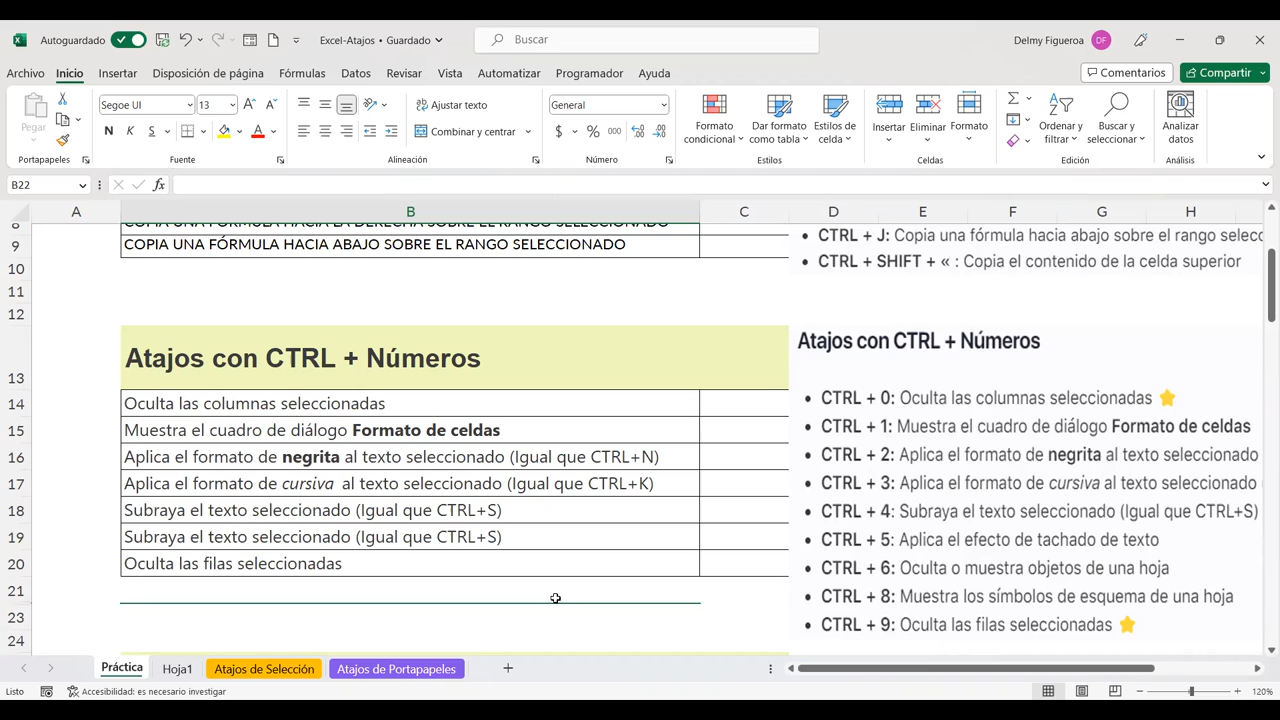 Autoguardado
Excel-Atajos • Guardado
Buscar
Delmy Figueroa
DF
Archivo Inicio Insertar Disposición de página Fórmulas Datos Revisar Vista Automatizar Programador Ayuda
Comentarios
Compartir
Pegar
Portapapeles
Segoe UI
13
N K S
Fuente
Ajustar texto
Combinar y centrar
Alineación
General
$ % 000
Número
Formato condicional
Dar formato como tabla
Estilos de celda
Estilos
Insertar
Eliminar
Formato
Celdas
Ordenar y filtrar
Buscar y seleccionar
Edición
Analizar datos
Análisis
B22
fx
A B C D E F G H
8 COPIA UNA FÓRMULA HACIA LA DERECHA SOBRE EL RANGO SELECCIONADO
9 COPIA UNA FÓRMULA HACIA ABAJO SOBRE EL RANGO SELECCIONADO
10
11
12
13 Atajos con CTRL + Números
14 Oculta las columnas seleccionadas
15 Muestra el cuadro de diálogo Formato de celdas
16 Aplica el formato de negrita al texto seleccionado (Igual que CTRL+N)
17 Aplica el formato de cursiva al texto seleccionado (Igual que CTRL+K)
18 Subraya el texto seleccionado (Igual que CTRL+S)
19 Subraya el texto seleccionado (Igual que CTRL+S)
20 Oculta las filas seleccionadas
21
23
24
• CTRL + J: Copia una fórmula hacia abajo sobre el rango selecc
• CTRL + SHIFT + « : Copia el contenido de la celda superior
Atajos con CTRL + Números
• CTRL + 0: Oculta las columnas seleccionadas
• CTRL + 1: Muestra el cuadro de diálogo Formato de celdas
• CTRL + 2: Aplica el formato de negrita al texto seleccionado
• CTRL + 3: Aplica el formato de cursiva al texto seleccionado
• CTRL + 4: Subraya el texto seleccionado (Igual que CTRL+S)
• CTRL + 5: Aplica el efecto de tachado de texto
• CTRL + 6: Oculta o muestra objetos de una hoja
• CTRL + 8: Muestra los símbolos de esquema de una hoja
• CTRL + 9: Oculta las filas seleccionadas
Práctica Hoja1 Atajos de Selección Atajos de Portapapeles
Listo
Accesibilidad: es necesario investigar
120%